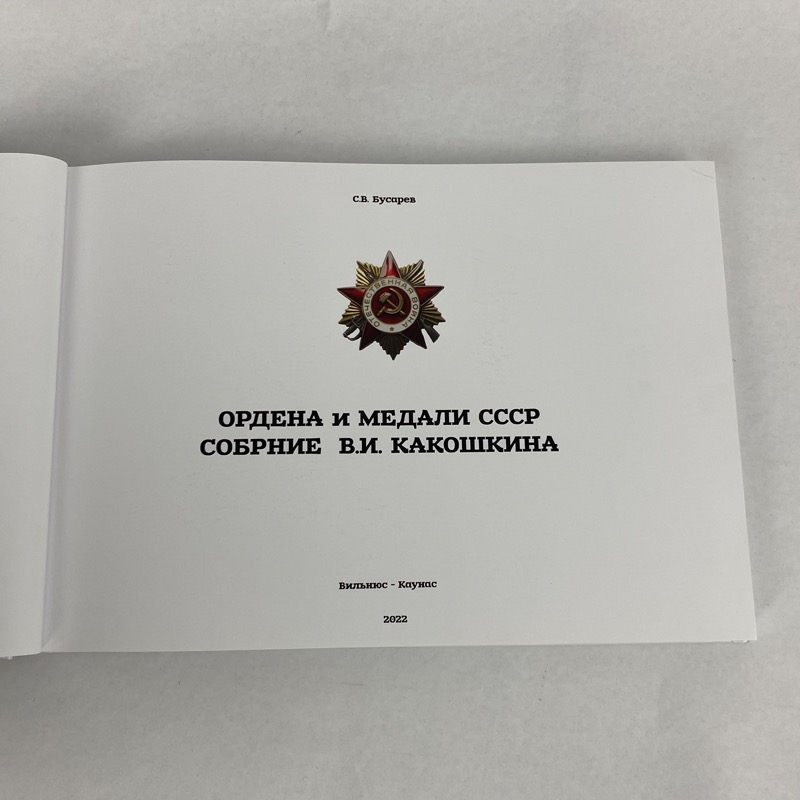 С.В. Бусарев
ОТЕЧЕСТВЕННАЯ ВОЙНА
ОРДЕНА и МЕДАЛИ СССР
СОБРНИЕ В.И. КАКОШКИНА
Вильнюс - Каунас
2022